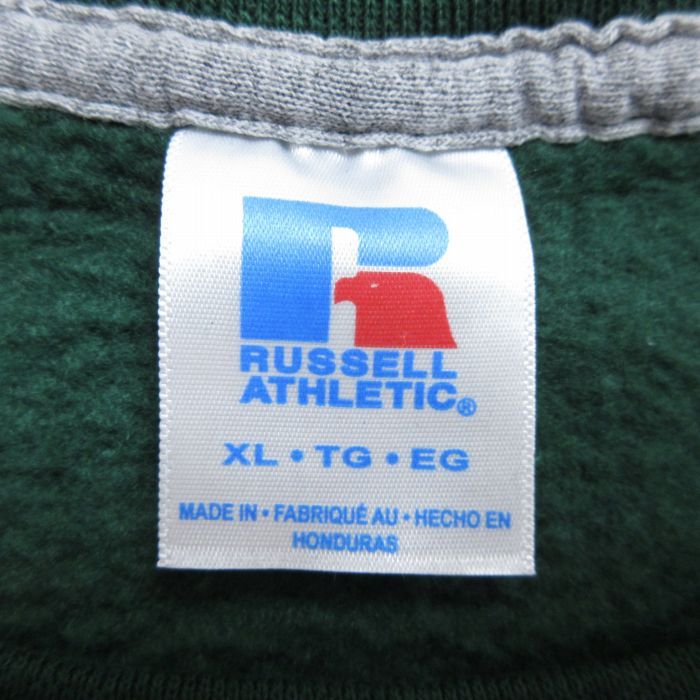 RUSSELL
ATHLETIC®
XL • TG • EG
MADE IN • FABRIQUÉ AU • HECHO EN
HONDURAS